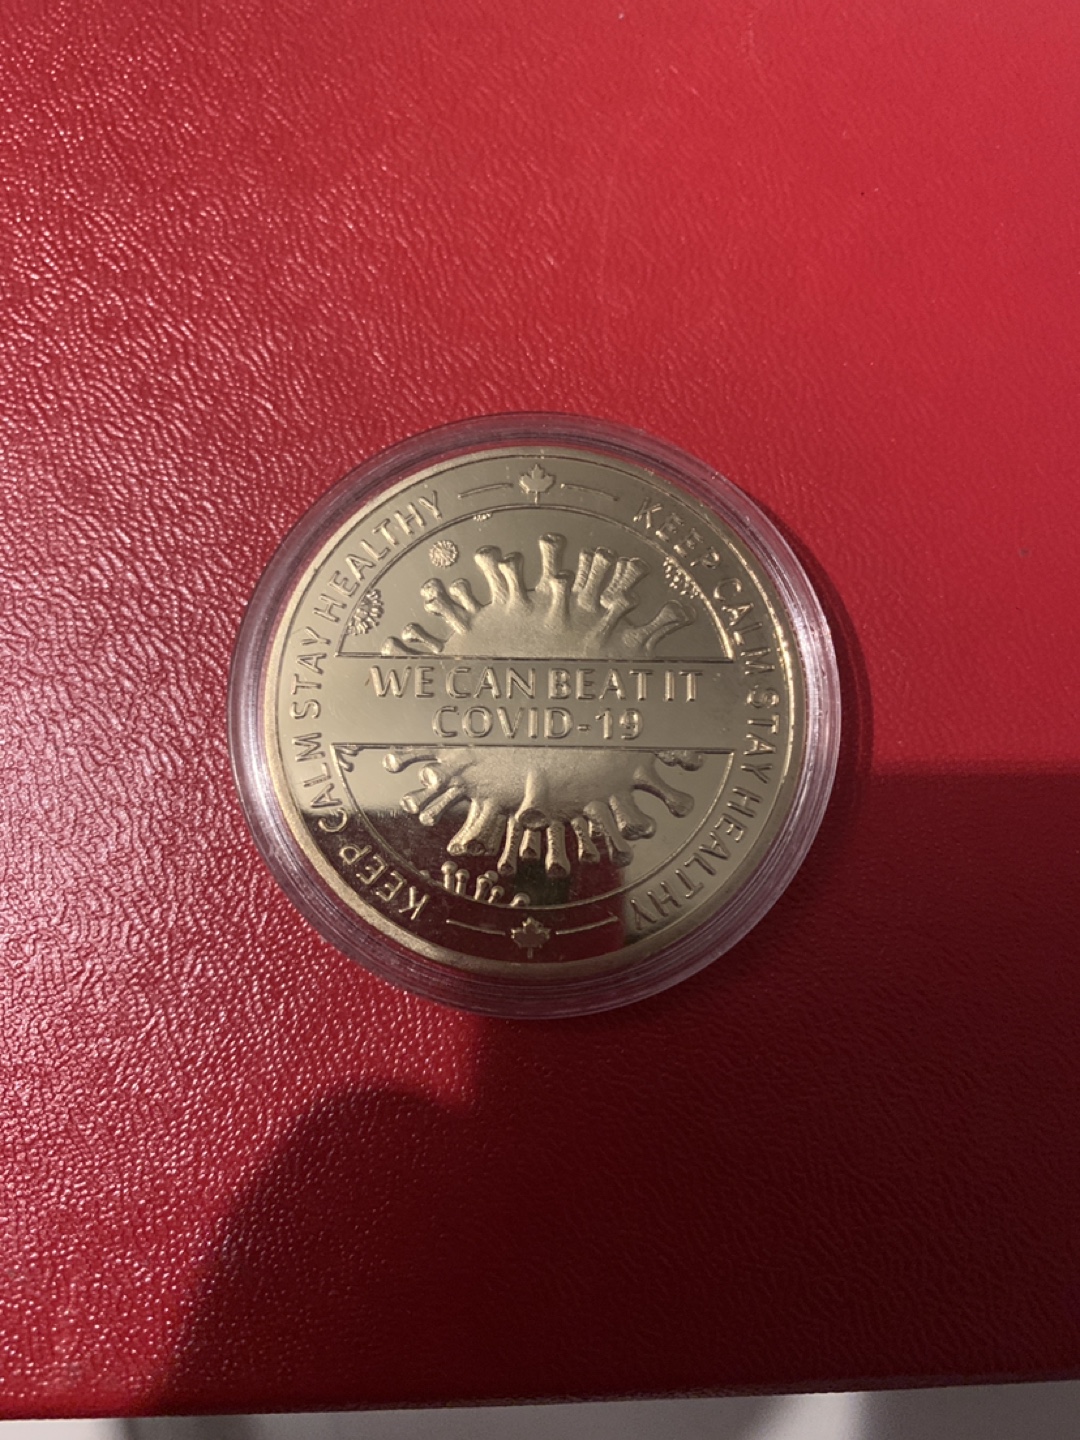 KEEP CALM STAY HEALTHY
KEEP CALM STAY HEALTHY
WE CAN BEAT IT
COVID-19